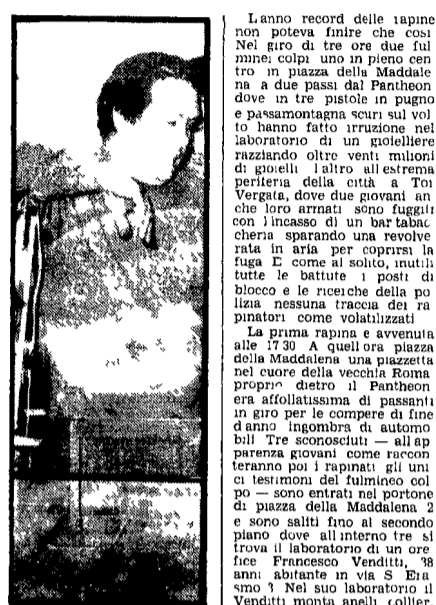 L anno record delle rapine
non poteva finire che così
Nel giro di tre ore due ful
minei colpi uno in pieno cen
tro in piazza della Maddale
na a due passi dal Pantheon
dove in tre pistole in pugno
e passamontagna scuri sul vol
to hanno fatto irruzione nel
laboratorio di un gioielliere
razziando oltre venti milioni
di gioielli l altro all estrema
periferia della città a Tor
Vergata, dove due giovani an
che loro armati sono fuggiti
con l incasso di un bar tabac
cheria sparando una revolve
rata in aria per coprirsi la
fuga E come al solito, inutili
tutte le battute i posti di
blocco e le ricerche della po
lizia nessuna traccia dei ra
pinatori come volatilizzati
La prima rapina e avvenuta
alle 17 30 A quell ora piazza
della Maddalena una piazzetta
nel cuore della vecchia Roma
proprio dietro il Pantheon
era affollatissima di passanti
in giro per le compere di fine
d anno ingombra di automo
bili Tre sconosciuti — all ap
parenza giovani come raccon
teranno poi i rapinati gli uni
ci testimoni del fulmineo col
po — sono entrati nel portone
di piazza della Maddalena 2
e sono saliti fino al secondo
piano dove all interno tre si
trova il laboratorio di un ore
fice Francesco Venditti, 38
anni abitante in via S Era
smo Nel suo laboratorio il
Venditti monta anelli collier